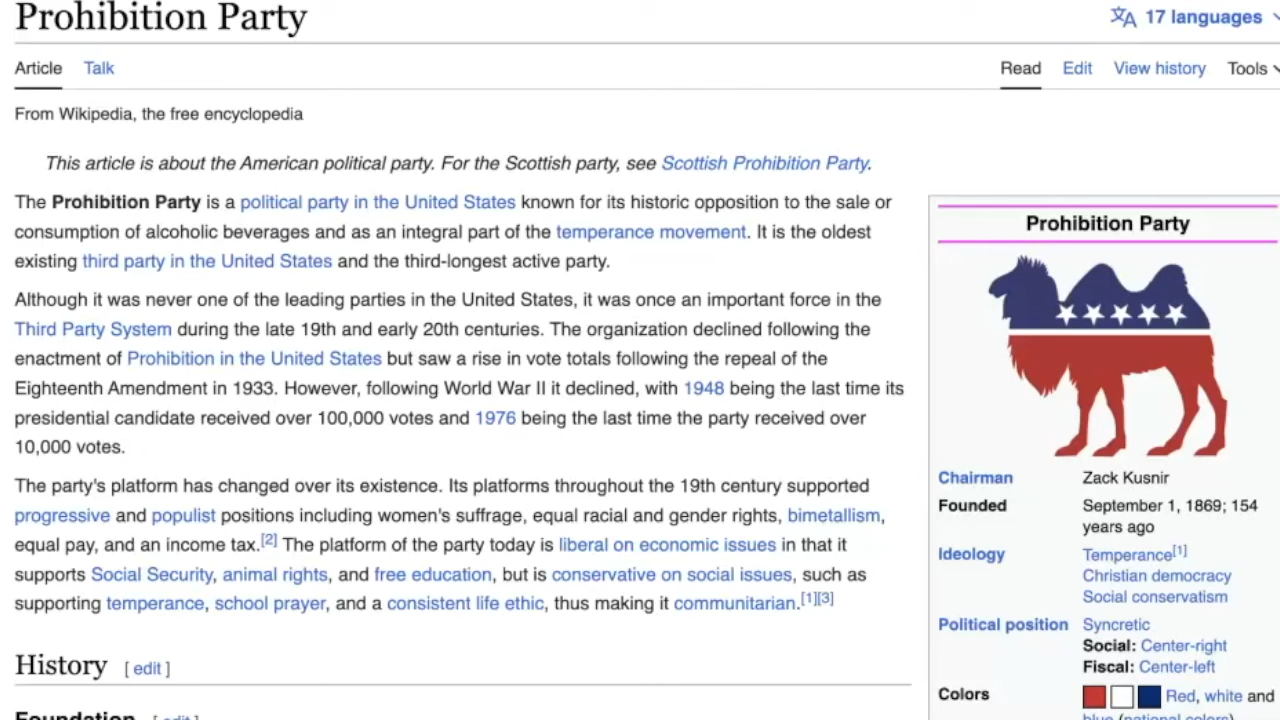 Prohibition Party
17 languages
Article Talk
Read Edit View history Tools
From Wikipedia, the free encyclopedia
This article is about the American political party. For the Scottish party, see Scottish Prohibition Party.
The Prohibition Party is a political party in the United States known for its historic opposition to the sale or
consumption of alcoholic beverages and as an integral part of the temperance movement. It is the oldest
existing third party in the United States and the third-longest active party.
Although it was never one of the leading parties in the United States, it was once an important force in the
Third Party System during the late 19th and early 20th centuries. The organization declined following the
enactment of Prohibition in the United States but saw a rise in vote totals following the repeal of the
Eighteenth Amendment in 1933. However, following World War II it declined, with 1948 being the last time its
presidential candidate received over 100,000 votes and 1976 being the last time the party received over
10,000 votes.
The party's platform has changed over its existence. Its platforms throughout the 19th century supported
progressive and populist positions including women's suffrage, equal racial and gender rights, bimetallism,
equal pay, and an income tax.[2] The platform of the party today is liberal on economic issues in that it
supports Social Security, animal rights, and free education, but is conservative on social issues, such as
supporting temperance, school prayer, and a consistent life ethic, thus making it communitarian.[1][3]
History [ edit ]
Foundation [ edit ]
Prohibition Party
Chairman Zack Kusnir
Founded September 1, 1869; 154
years ago
Ideology Temperance[1]
Christian democracy
Social conservatism
Political position Syncretic
Social: Center-right
Fiscal: Center-left
Colors Red, white and
blue (national colors)